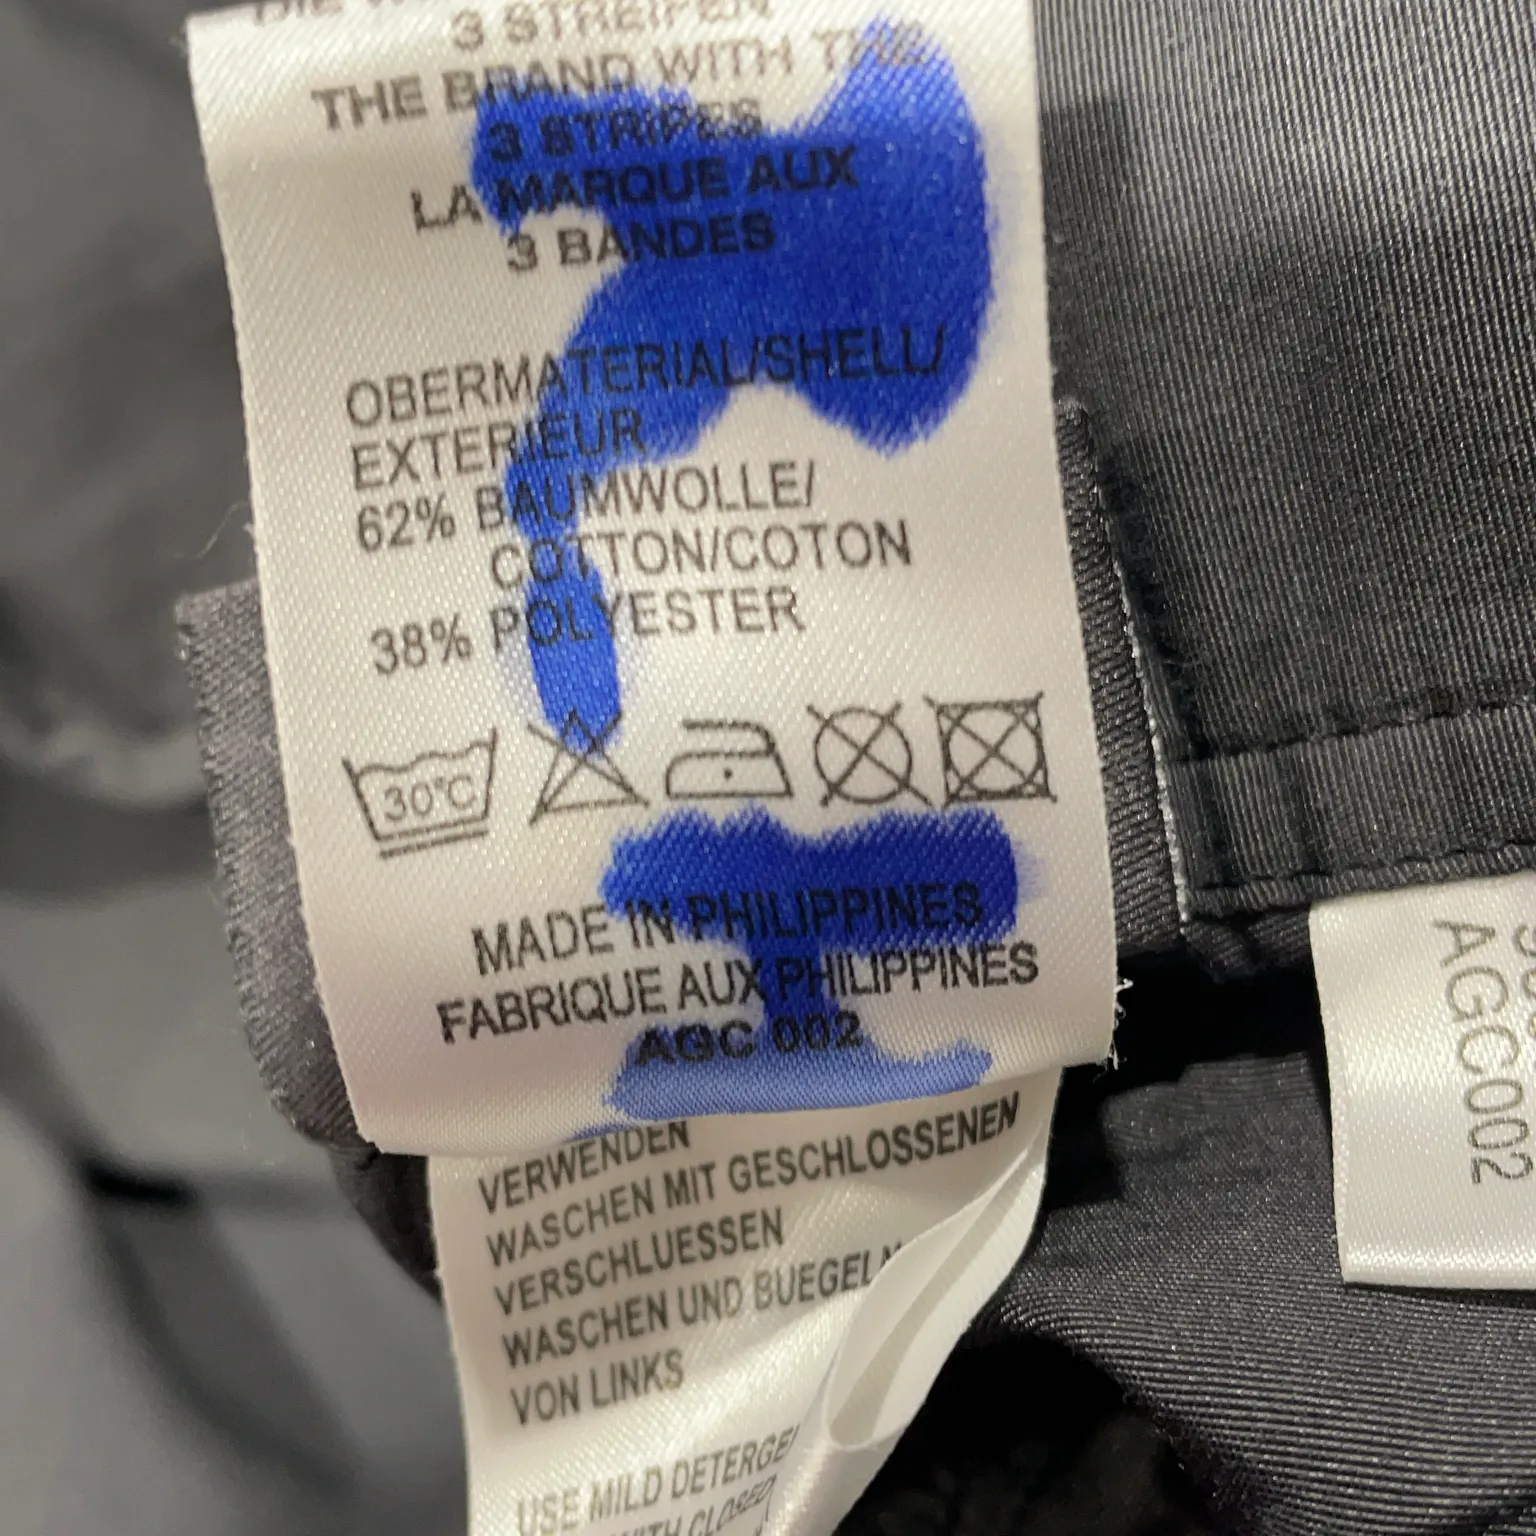 3 STREIFEN
THE BRAND WITH THE
3 STRIPES
LA MARQUE AUX
3 BANDES
OBERMATERIAL/SHELL/
EXTERIEUR
62% BAUMWOLLE/
COTTON/COTON
38% POLYESTER
30°C
MADE IN PHILIPPINES
FABRIQUE AUX PHILIPPINES
AGC 002
VERWENDEN
WASCHEN MIT GESCHLOSSENEN
VERSCHLUESSEN
WASCHEN UND BUEGELN
VON LINKS
USE MILD
WITH CLOSED
AGC002